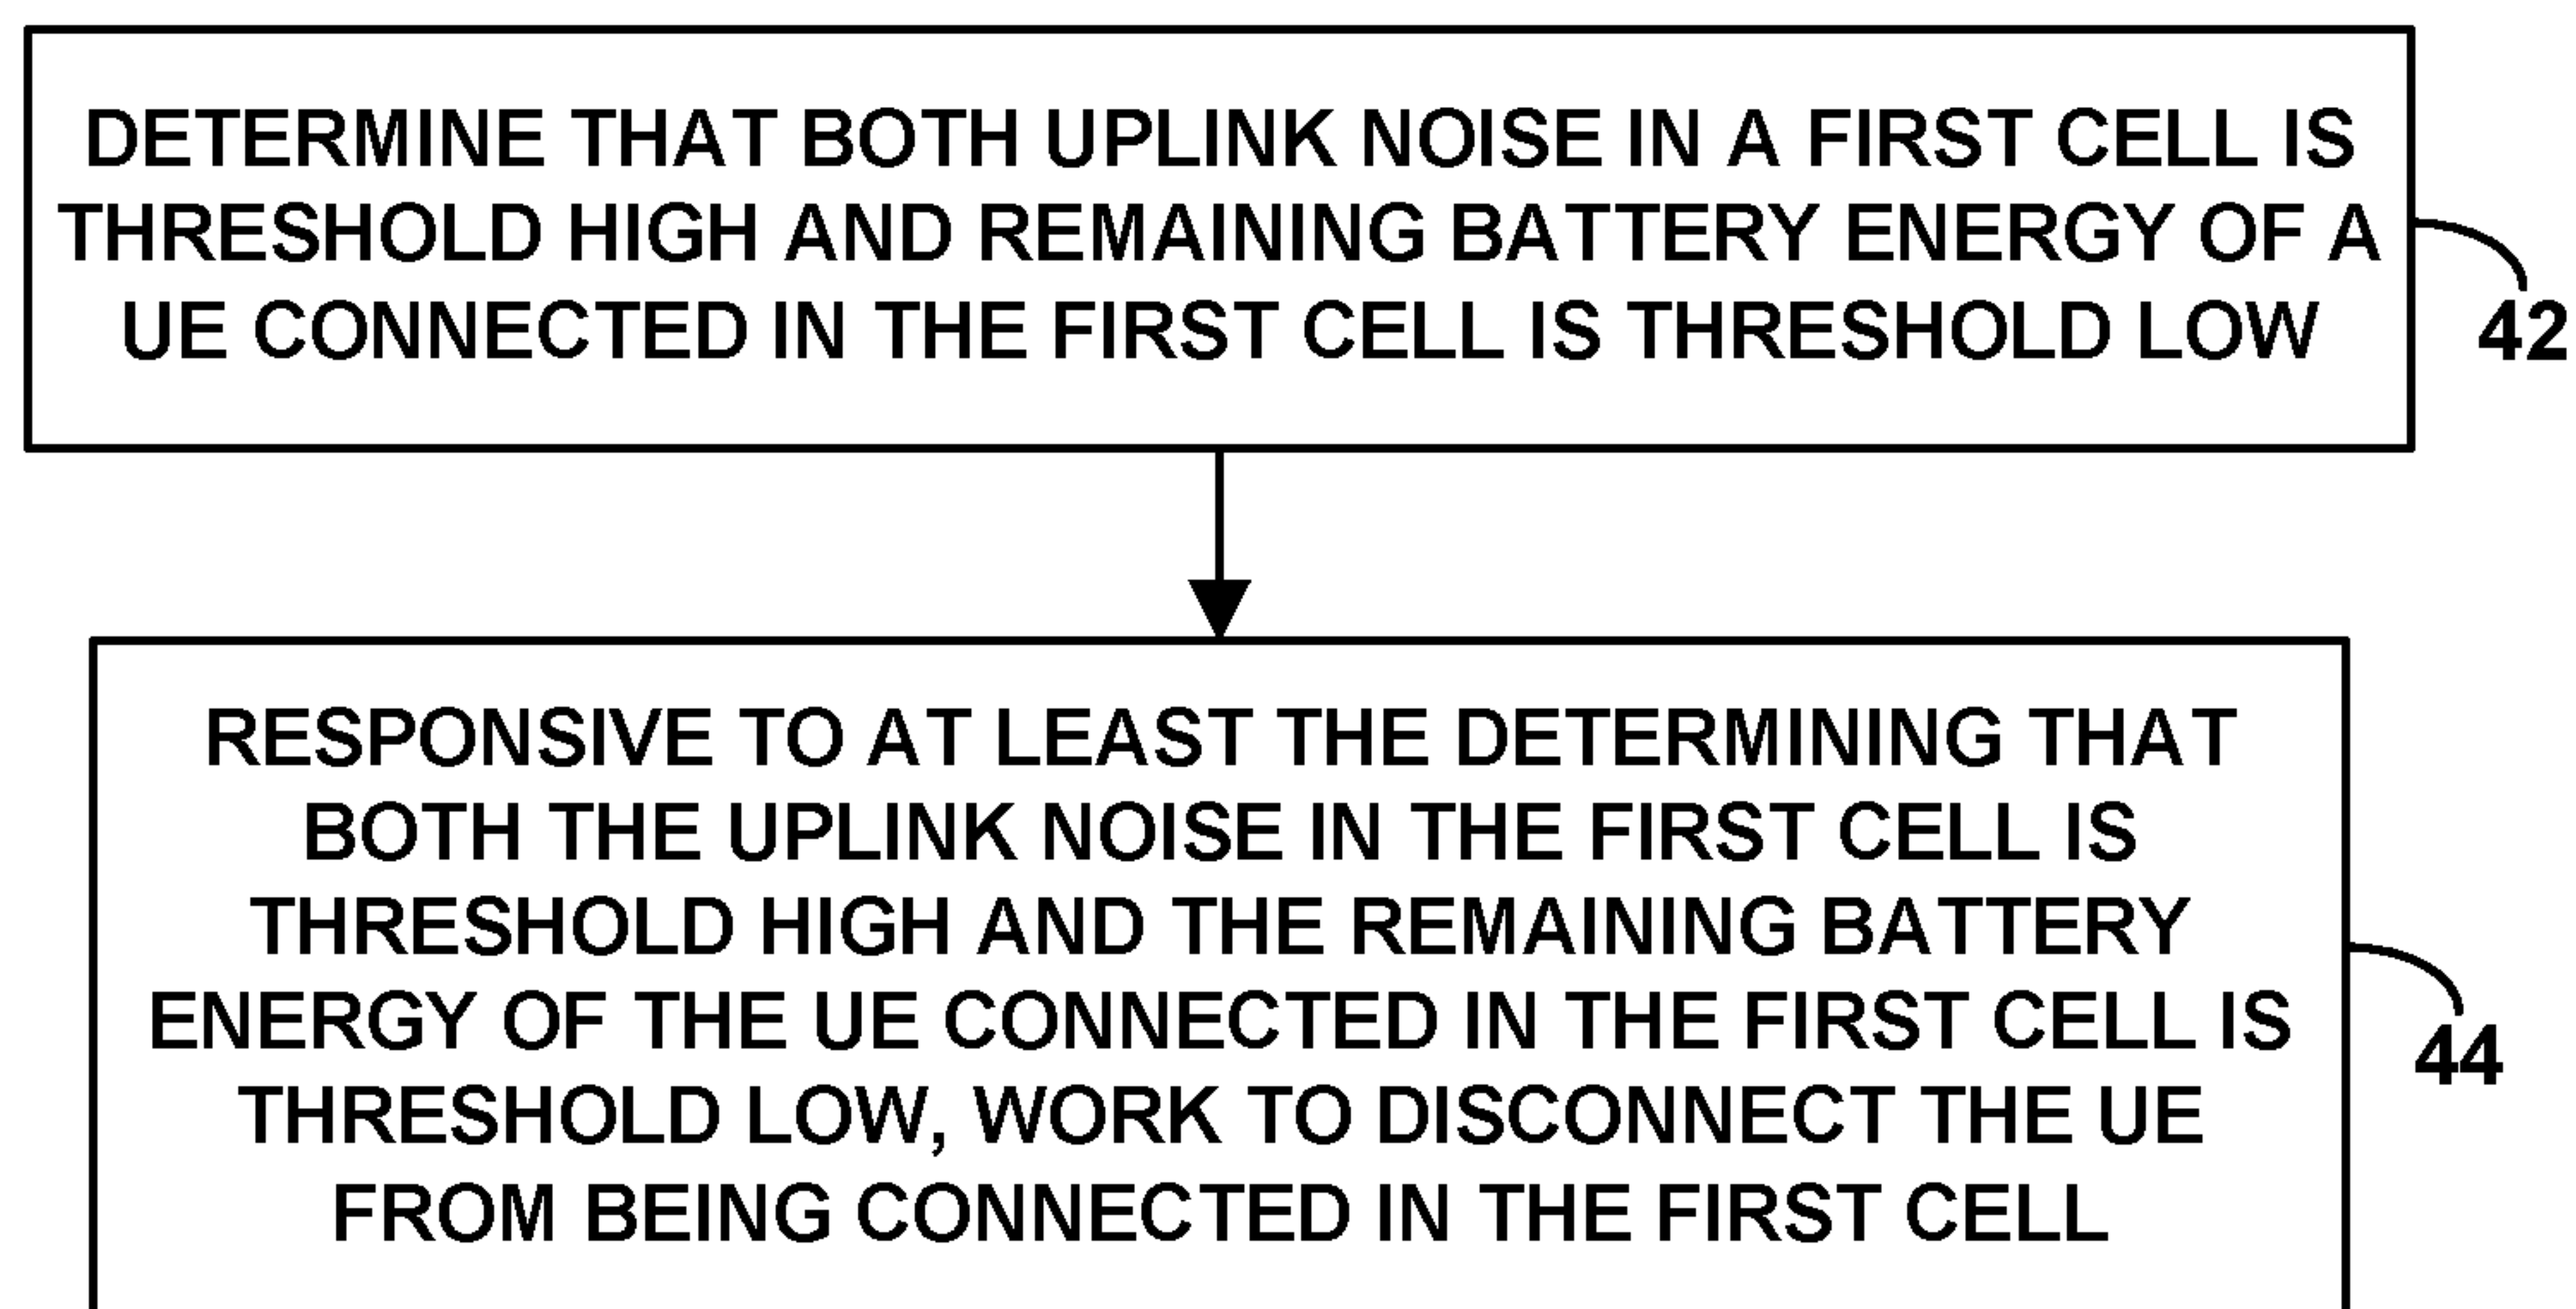 DETERMINE THAT BOTH UPLINK NOISE IN A FIRST CELL IS
THRESHOLD HIGH AND REMAINING BATTERY ENERGY OF A
UE CONNECTED IN THE FIRST CELL IS THRESHOLD LOW
42
RESPONSIVE TO AT LEAST THE DETERMINING THAT
BOTH THE UPLINK NOISE IN THE FIRST CELL IS
THRESHOLD HIGH AND THE REMAINING BATTERY
ENERGY OF THE UE CONNECTED IN THE FIRST CELL IS
THRESHOLD LOW, WORK TO DISCONNECT THE UE
FROM BEING CONNECTED IN THE FIRST CELL
44